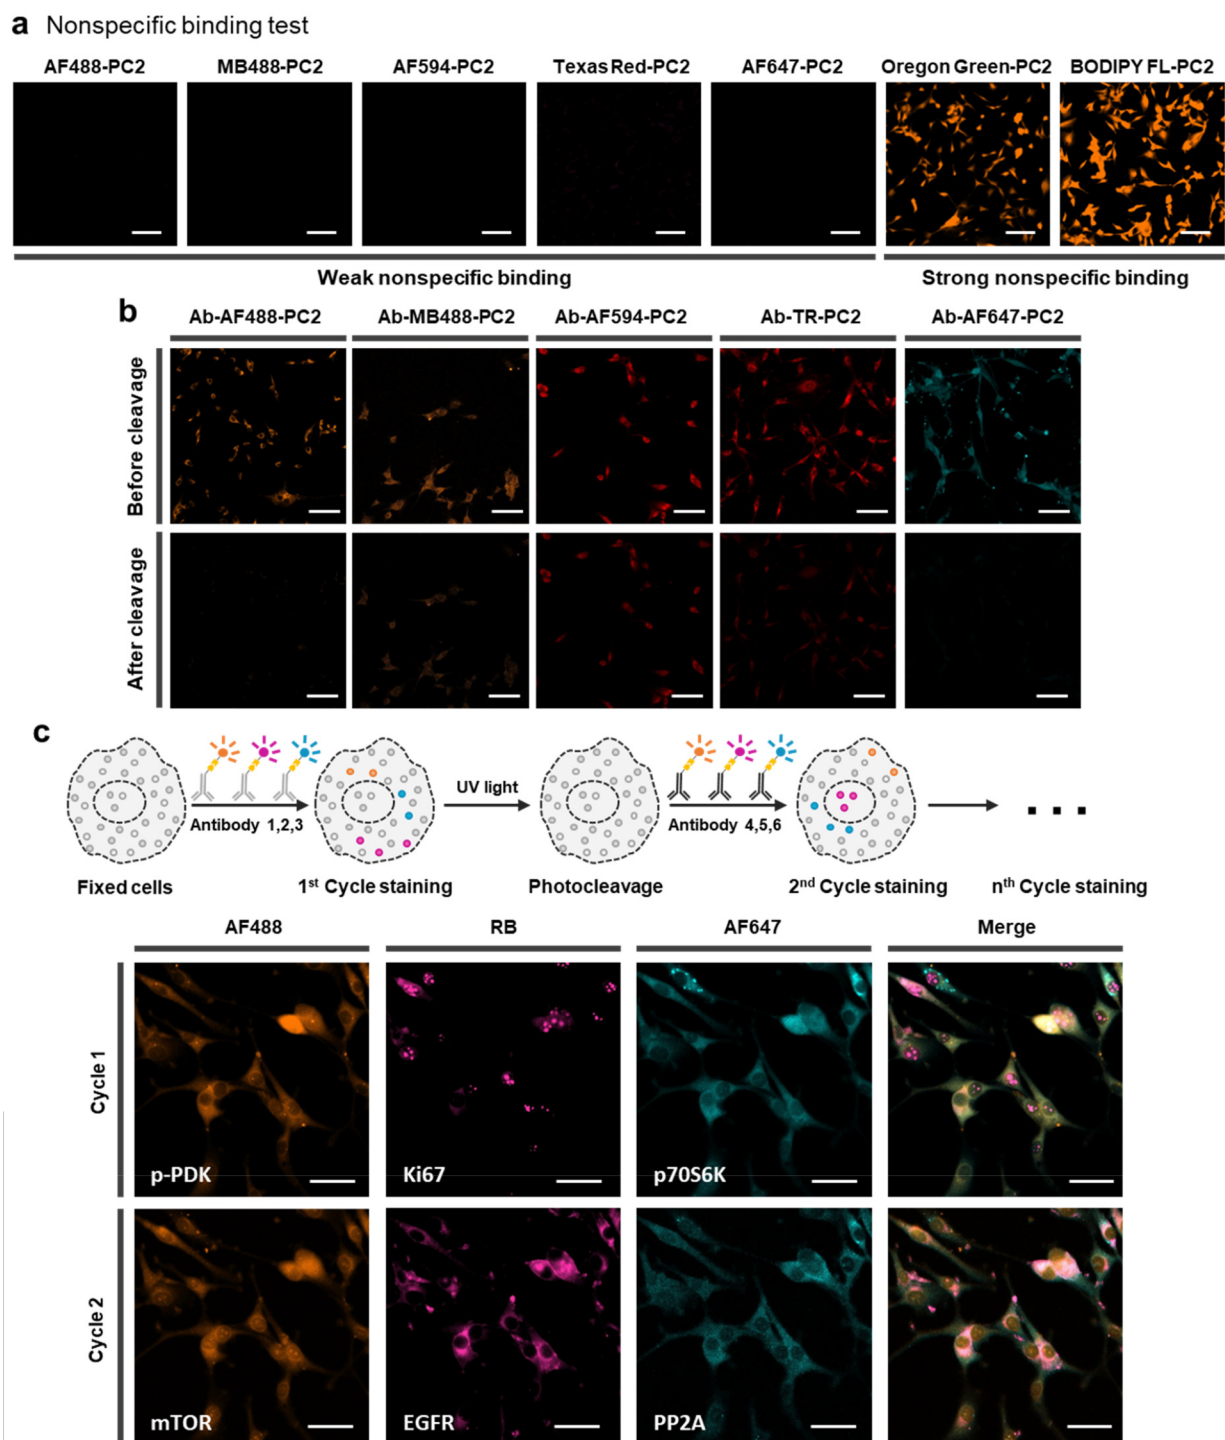 a Nonspecific binding test
AF488-PC2 MB488-PC2 AF594-PC2 Texas Red-PC2 AF647-PC2 Oregon Green-PC2 BODIPY FL-PC2
Weak nonspecific binding Strong nonspecific binding
b
Ab-AF488-PC2 Ab-MB488-PC2 Ab-AF594-PC2 Ab-TR-PC2 Ab-AF647-PC2
Before cleavage
After cleavage
c
UV light
Antibody 1,2,3 Antibody 4,5,6
Fixed cells 1st Cycle staining Photocleavage 2nd Cycle staining nth Cycle staining
AF488 RB AF647 Merge
Cycle 1
p-PDK Ki67 p70S6K
Cycle 2
mTOR EGFR PP2A